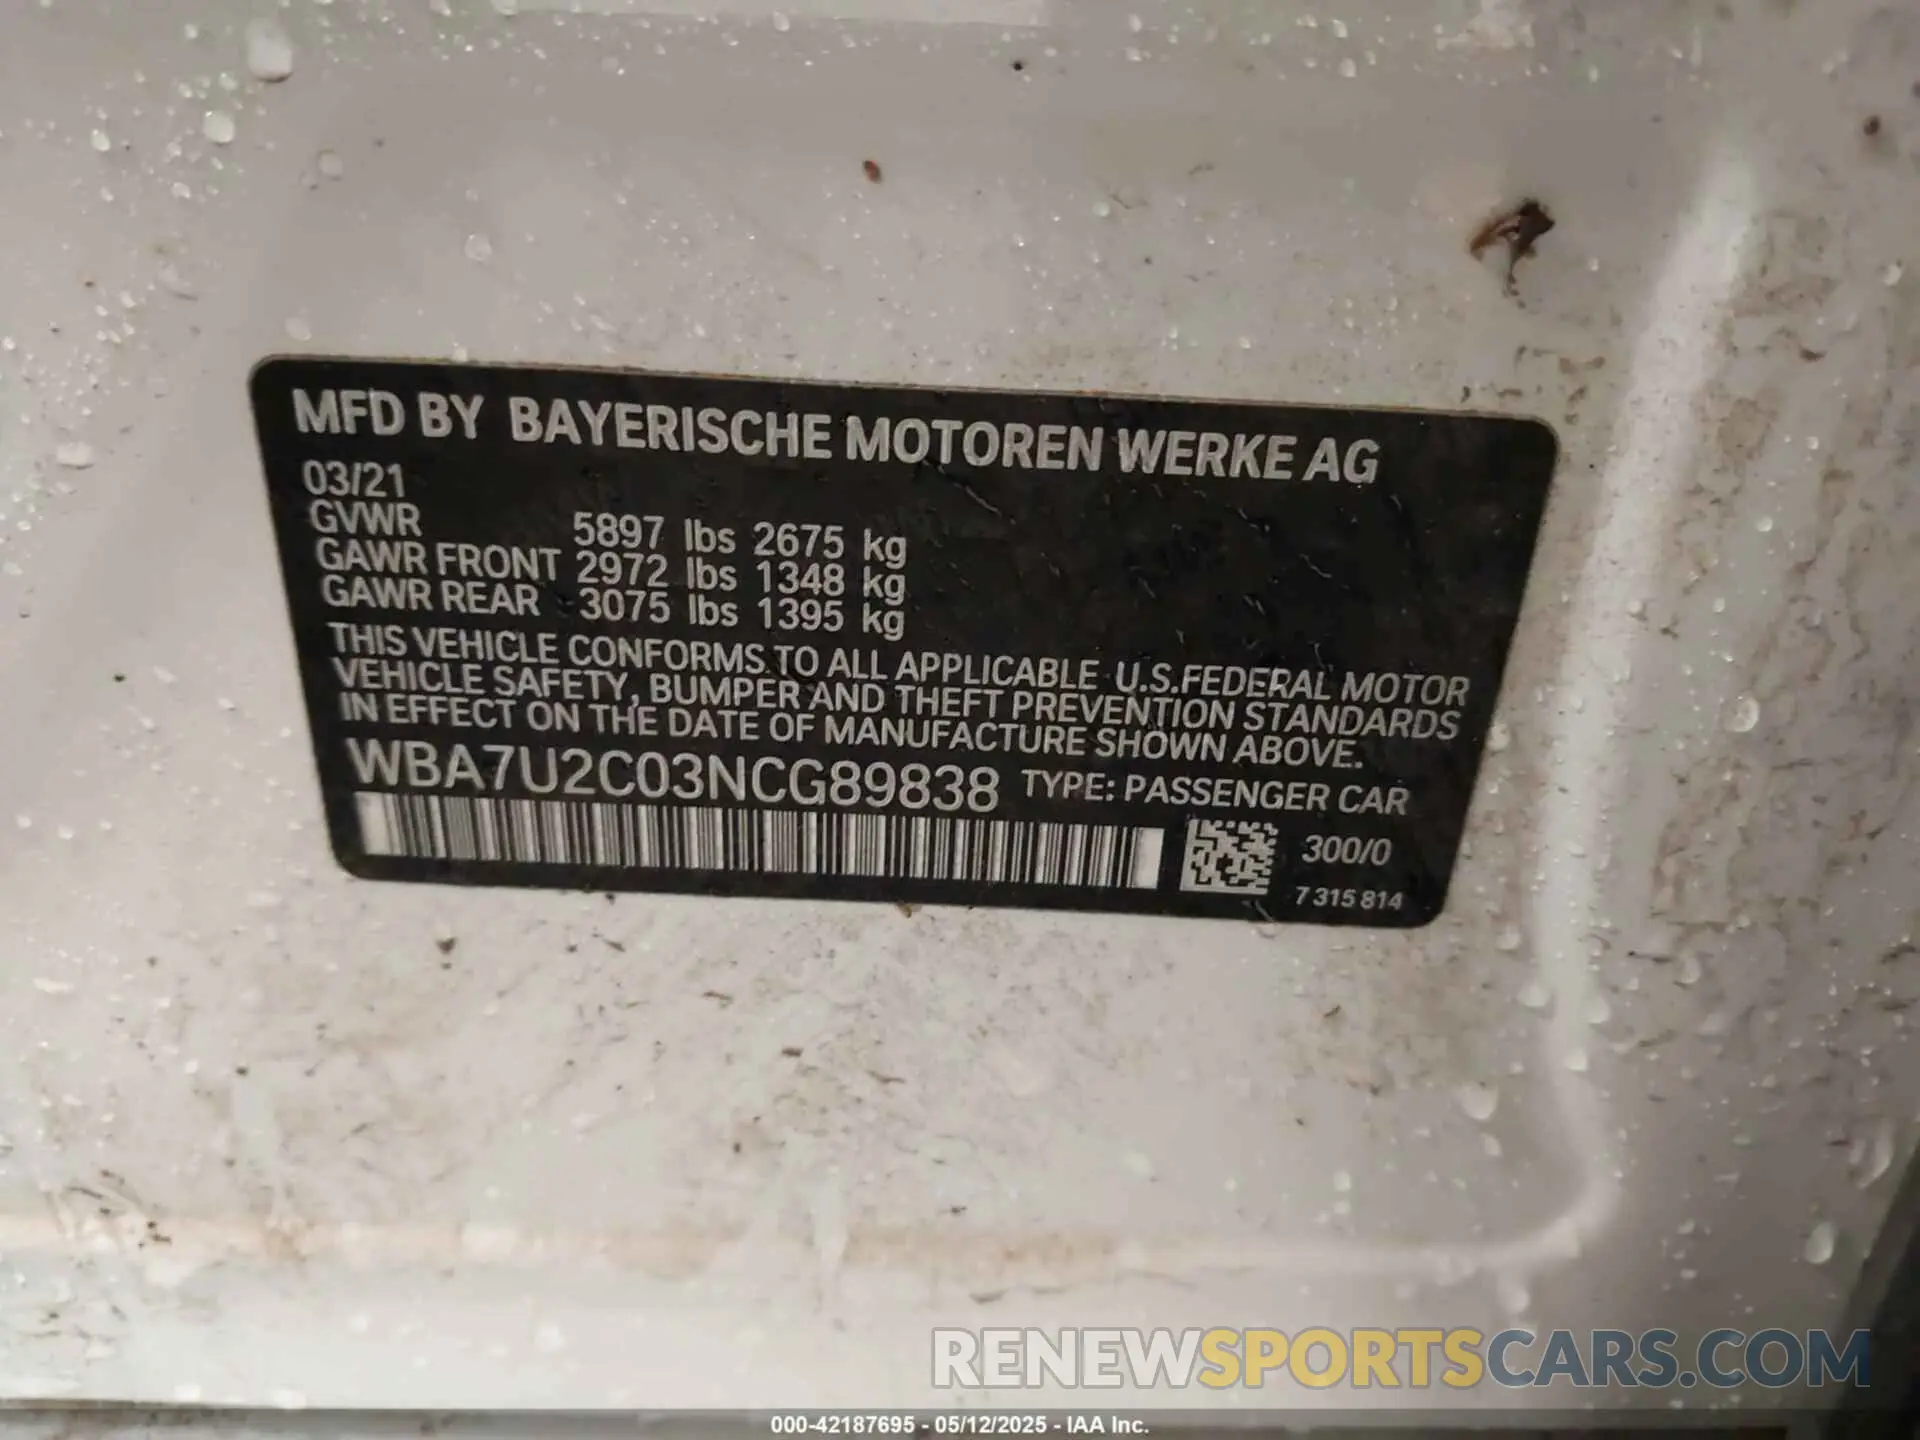 MFD BY BAYERISCHE MOTOREN WERKE AG
03/21
GVWR 5897 lbs 2675 kg
GAWR FRONT 2972 lbs 1348 kg
GAWR REAR 3075 lbs 1395 kg
THIS VEHICLE CONFORMS TO ALL APPLICABLE U.S.FEDERAL MOTOR
VEHICLE SAFETY, BUMPER AND THEFT PREVENTION STANDARDS
IN EFFECT ON THE DATE OF MANUFACTURE SHOWN ABOVE.
WBA7U2C03NCG89838 TYPE: PASSENGER CAR
300/0
7 315 814
RENEWSPORTSCARS.COM
000-42187695 - 05/12/2025 - IAA Inc.